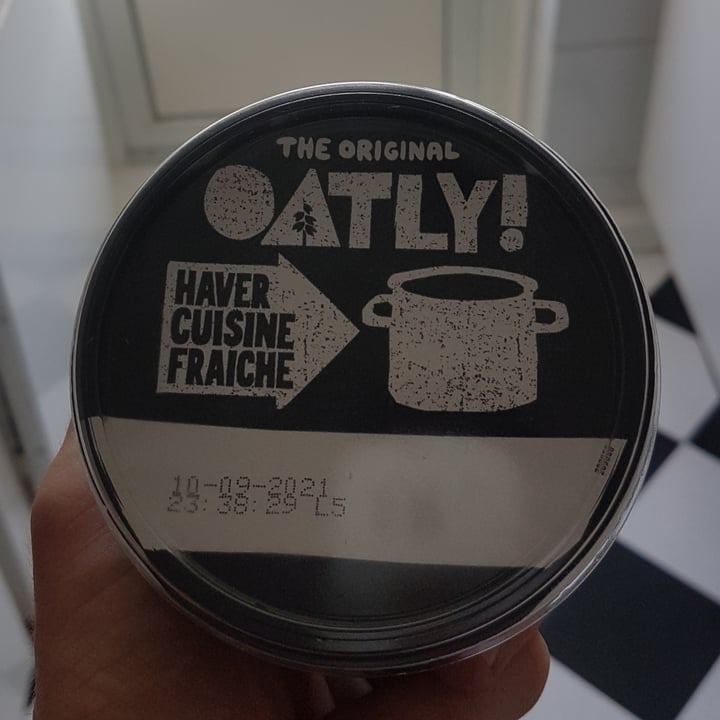 THE ORIGINAL
OATLY!
HAVER
CUISINE
FRAICHE
10-09-2021
23:38:29 L5